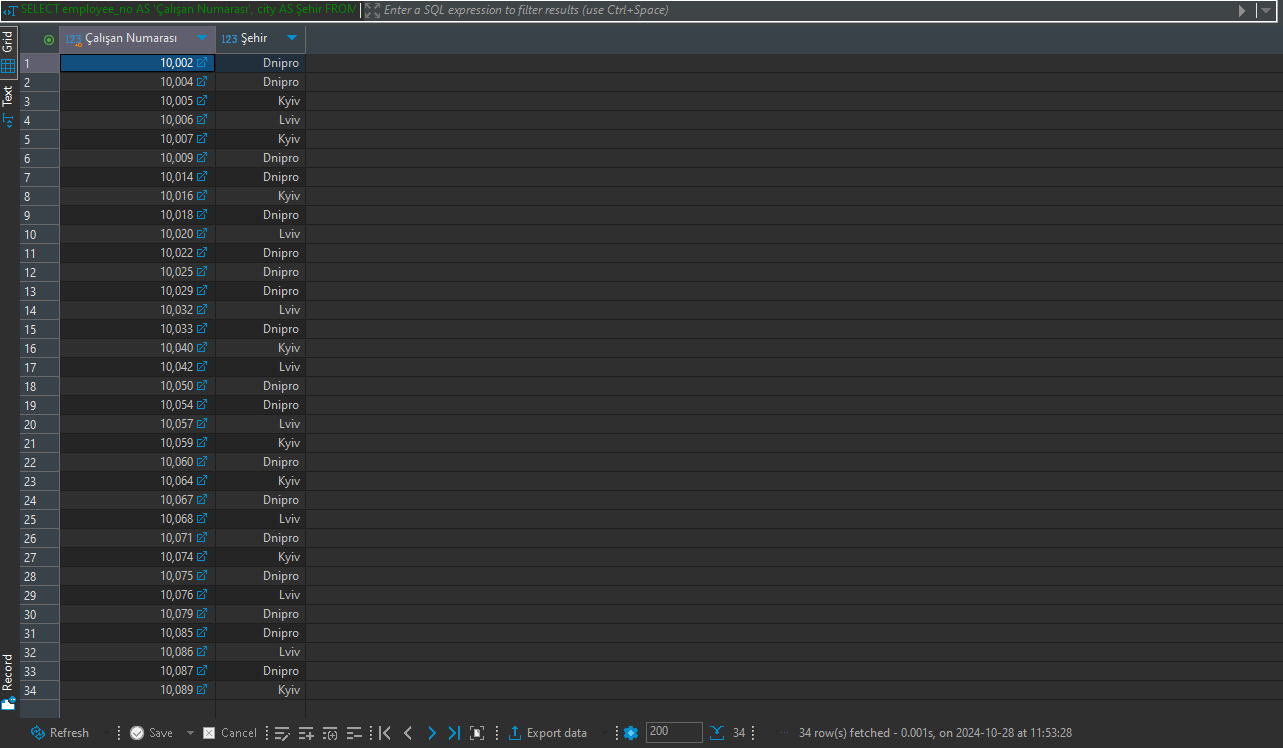 SELECT employee_no AS 'Çalışan Numarası', city AS Şehir FROM Enter a SQL expression to filter results (use Ctrl+Space)
Grid
Text
Record
123 Çalışan Numarası 123 Şehir
1 10,002 Dnipro
2 10,004 Dnipro
3 10,005 Kyiv
4 10,006 Lviv
5 10,007 Kyiv
6 10,009 Dnipro
7 10,014 Dnipro
8 10,016 Kyiv
9 10,018 Dnipro
10 10,020 Lviv
11 10,022 Dnipro
12 10,025 Dnipro
13 10,029 Dnipro
14 10,032 Lviv
15 10,033 Dnipro
16 10,040 Kyiv
17 10,042 Lviv
18 10,050 Dnipro
19 10,054 Dnipro
20 10,057 Lviv
21 10,059 Kyiv
22 10,060 Dnipro
23 10,064 Kyiv
24 10,067 Dnipro
25 10,068 Lviv
26 10,071 Dnipro
27 10,074 Kyiv
28 10,075 Dnipro
29 10,076 Lviv
30 10,079 Dnipro
31 10,085 Dnipro
32 10,086 Lviv
33 10,087 Dnipro
34 10,089 Kyiv
Refresh Save Cancel Export data 200 34 34 row(s) fetched - 0.001s, on 2024-10-28 at 11:53:28